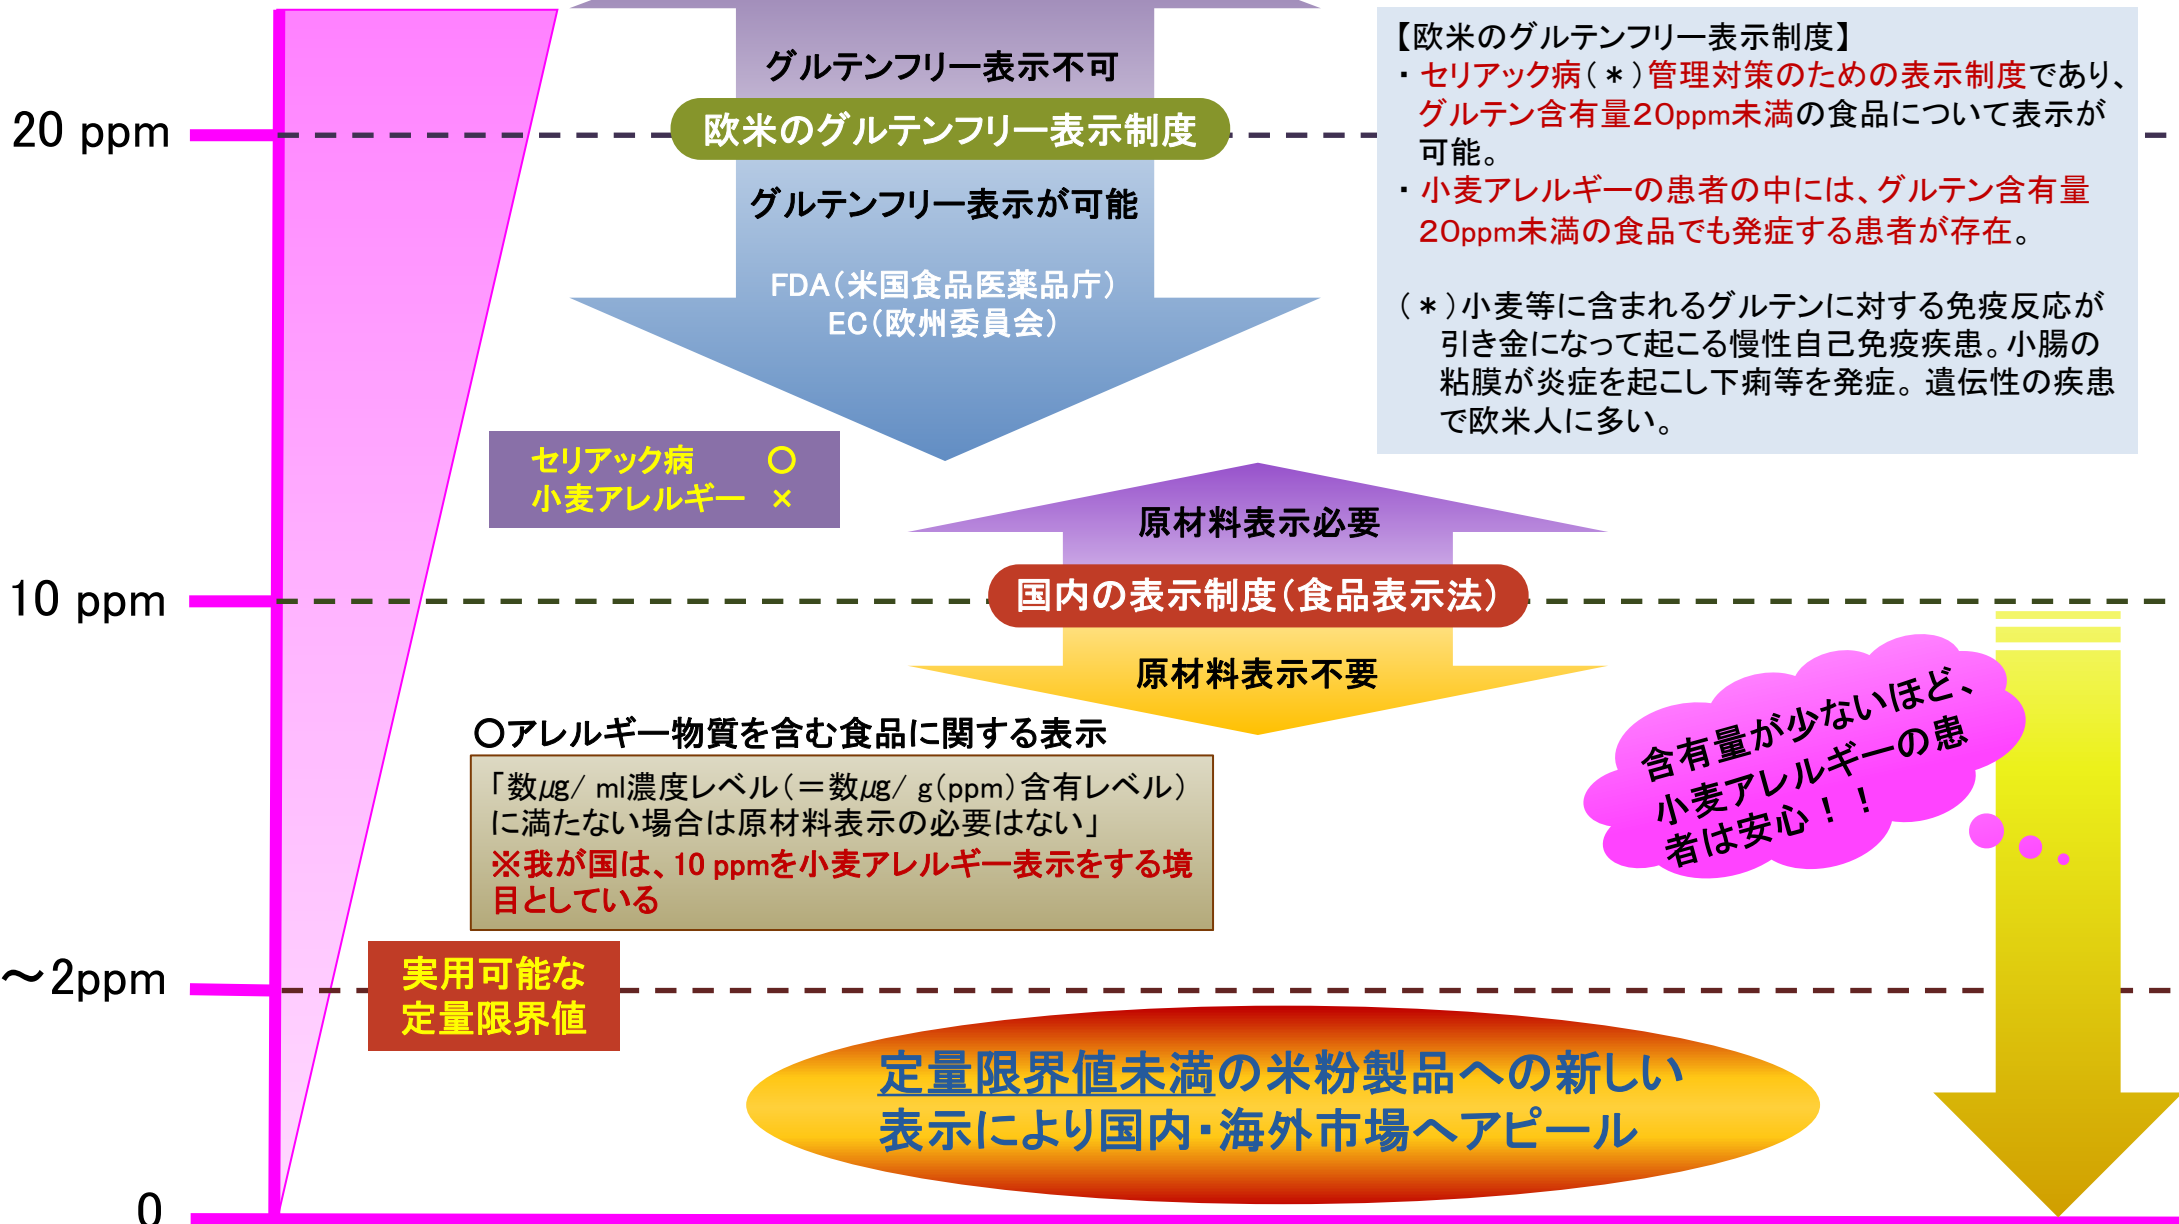 グルテンフリー表示不可
20 ppm
欧米のグルテンフリー表示制度
グルテンフリー表示が可能
FDA(米国食品医薬品庁)
EC(欧州委員会)
【欧米のグルテンフリー表示制度】
・セリアック病(*)管理対策のための表示制度であり、
グルテン含有量20ppm未満の食品について表示が
可能。
・小麦アレルギーの患者の中には、グルテン含有量
20ppm未満の食品でも発症する患者が存在。
(*)小麦等に含まれるグルテンに対する免疫反応が
引き金になって起こる慢性自己免疫疾患。小腸の
粘膜が炎症を起こし下痢等を発症。遺伝性の疾患
で欧米人に多い。
セリアック病 ○
小麦アレルギー ×
原材料表示必要
10 ppm
国内の表示制度(食品表示法)
原材料表示不要
○アレルギー物質を含む食品に関する表示
「数μg/ ml濃度レベル(=数μg/ g(ppm)含有レベル)
に満たない場合は原材料表示の必要はない」
※我が国は、10 ppmを小麦アレルギー表示をする境
目としている
含有量が少ないほど、
小麦アレルギーの患
者は安心!!
~2ppm
実用可能な
定量限界値
定量限界値未満の米粉製品への新しい
表示により国内・海外市場へアピール
0